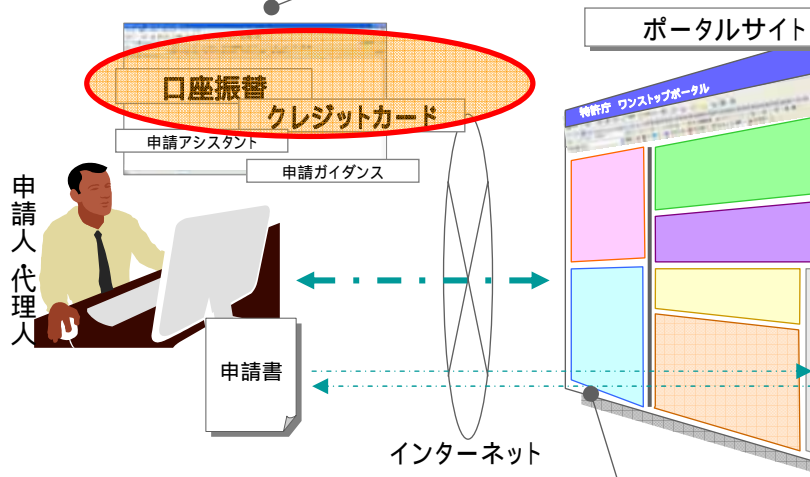 ポータルサイト
特許庁 ワンストップポータル
口座振替
クレジットカード
申請アシスタント
申請ガイダンス
申請人・代理人
申請書
インターネット